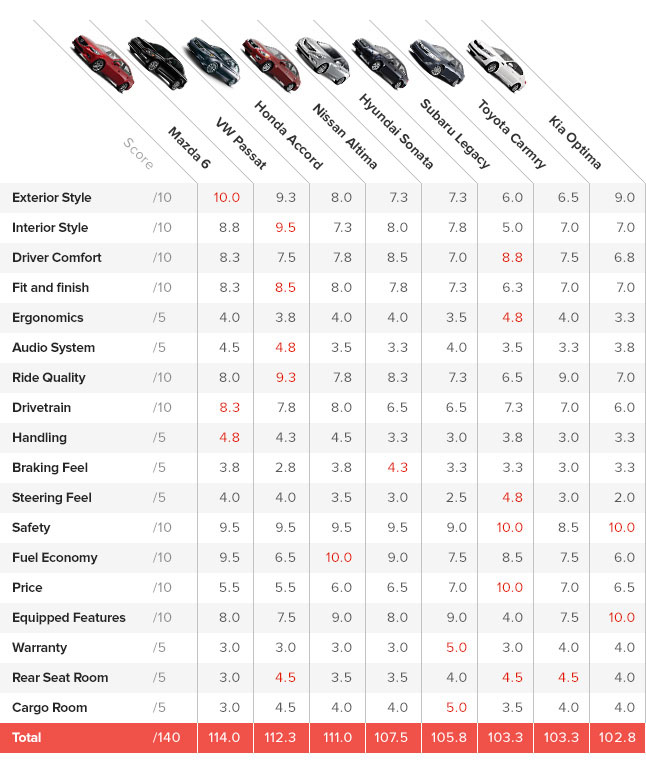 Score
Mazda 6
VW Passat
Honda Accord
Nissan Altima
Hyundai Sonata
Subaru Legacy
Toyota Camry
Kia Optima
Exterior Style /10 10.0 9.3 8.0 7.3 7.3 6.0 6.5 9.0
Interior Style /10 8.8 9.5 7.3 8.0 7.8 5.0 7.0 7.0
Driver Comfort /10 8.3 7.5 7.8 8.5 7.0 8.8 7.5 6.8
Fit and finish /10 8.3 8.5 8.0 7.8 7.3 6.3 7.0 7.0
Ergonomics /5 4.0 3.8 4.0 4.0 3.5 4.8 4.0 3.3
Audio System /5 4.5 4.8 3.5 3.3 4.0 3.5 3.3 3.8
Ride Quality /10 8.0 9.3 7.8 8.3 7.3 6.5 9.0 7.0
Drivetrain /10 8.3 7.8 8.0 6.5 6.5 7.3 7.0 6.0
Handling /5 4.8 4.3 4.5 3.3 3.0 3.8 3.0 3.3
Braking Feel /5 3.8 2.8 3.8 4.3 3.3 3.3 3.0 3.3
Steering Feel /5 4.0 4.0 3.5 3.0 2.5 4.8 3.0 2.0
Safety /10 9.5 9.5 9.5 9.5 9.0 10.0 8.5 10.0
Fuel Economy /10 9.5 6.5 10.0 9.0 7.5 8.5 7.5 6.0
Price /10 5.5 5.5 6.0 6.5 7.0 10.0 7.0 6.5
Equipped Features /10 8.0 7.5 9.0 8.0 9.0 4.0 7.5 10.0
Warranty /5 3.0 3.0 3.0 3.0 5.0 3.0 4.0 4.0
Rear Seat Room /5 3.0 4.5 3.5 3.5 4.0 4.5 4.5 4.0
Cargo Room /5 3.0 4.5 4.0 4.0 5.0 3.5 4.0 4.0
Total /140 114.0 112.3 111.0 107.5 105.8 103.3 103.3 102.8